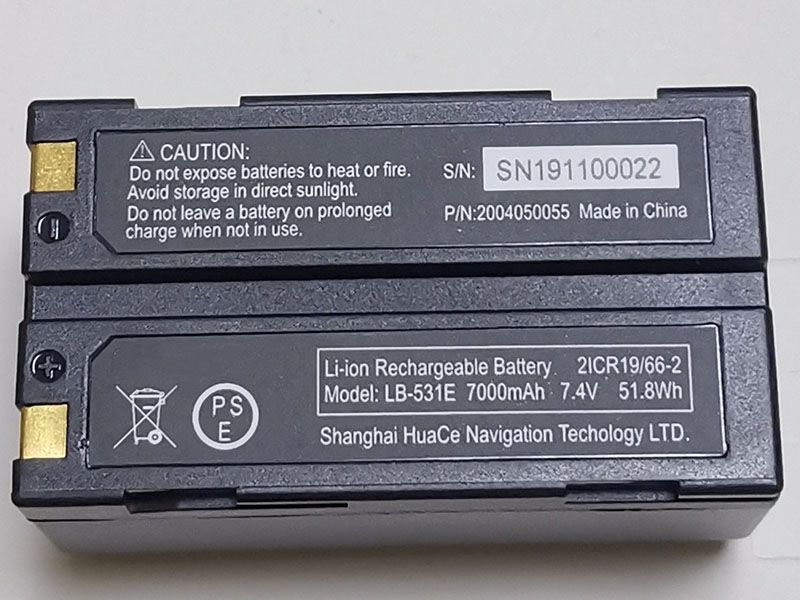 CAUTION:
Do not expose batteries to heat or fire.
Avoid storage in direct sunlight.
Do not leave a battery on prolonged
charge when not in use.
S/N: SN191100022
P/N:2004050055 Made in China
PS
E
Li-ion Rechargeable Battery 2ICR19/66-2
Model: LB-531E 7000mAh 7.4V 51.8Wh
Shanghai HuaCe Navigation Techology LTD.